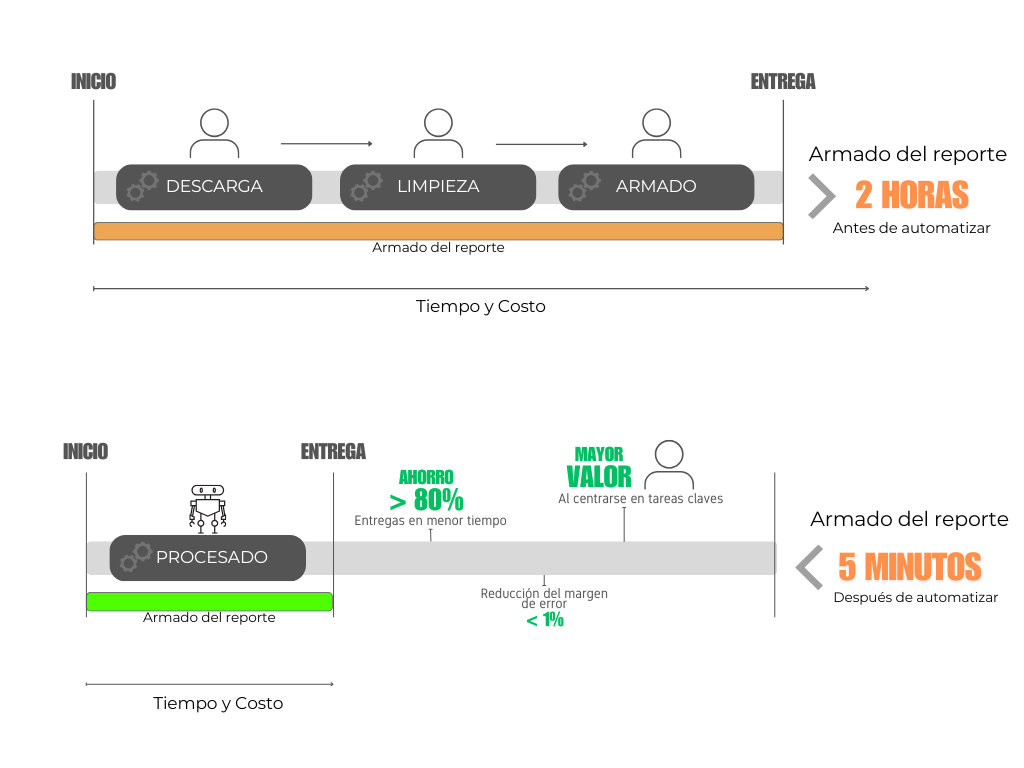 INICIO
ENTREGA
DESCARGA
LIMPIEZA
ARMADO
Armado del reporte
Tiempo y Costo
Armado del reporte
2 HORAS
Antes de automatizar
INICIO
ENTREGA
PROCESADO
Armado del reporte
Tiempo y Costo
AHORRO
> 80%
Entregas en menor tiempo
MAYOR
VALOR
Al centrarse en tareas claves
Reducción del margen
de error
< 1%
Armado del reporte
5 MINUTOS
Después de automatizar